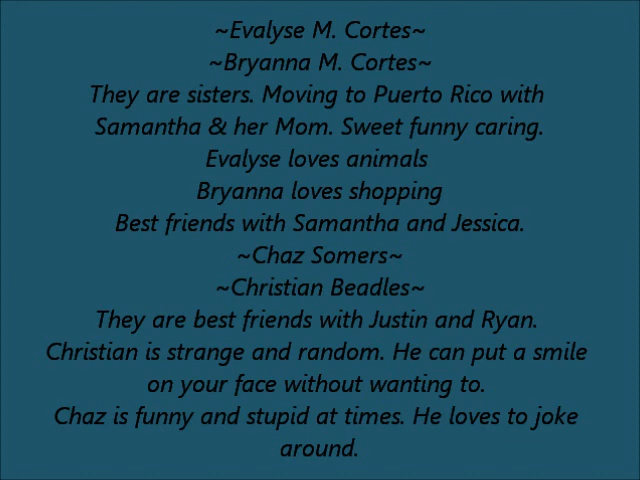 ~Evalyse M. Cortes~
~Bryanna M. Cortes~
They are sisters. Moving to Puerto Rico with
Samantha & her Mom. Sweet funny caring.
Evalyse loves animals
Bryanna loves shopping
Best friends with Samantha and Jessica.
~Chaz Somers~
~Christian Beadles~
They are best friends with Justin and Ryan.
Christian is strange and random. He can put a smile
on your face without wanting to.
Chaz is funny and stupid at times. He loves to joke
around.